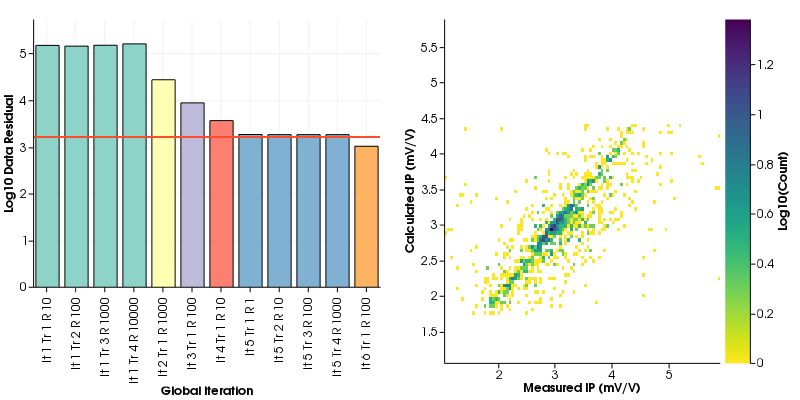 Log10 Data Residual
5
4
3
2
1
0
It 1 Tr 1 R 10
It 1 Tr 2 R 100
It 1 Tr 3 R 1000
It 1 Tr 4 R 10000
It 2 Tr 1 R 1000
It 3 Tr 1 R 100
It 4 Tr 1 R 10
It 5 Tr 1 R 1
It 5 Tr 2 R 10
It 5 Tr 3 R 100
It 5 Tr 4 R 1000
It 6 Tr 1 R 100
Global Iteration
Calculated IP (mV/V)
5.5
5
4.5
4
3.5
3
2.5
2
1.5
2
3
4
5
Measured IP (mV/V)
1.2
1
0.8
0.6
0.4
0.2
0
Log10(Count)